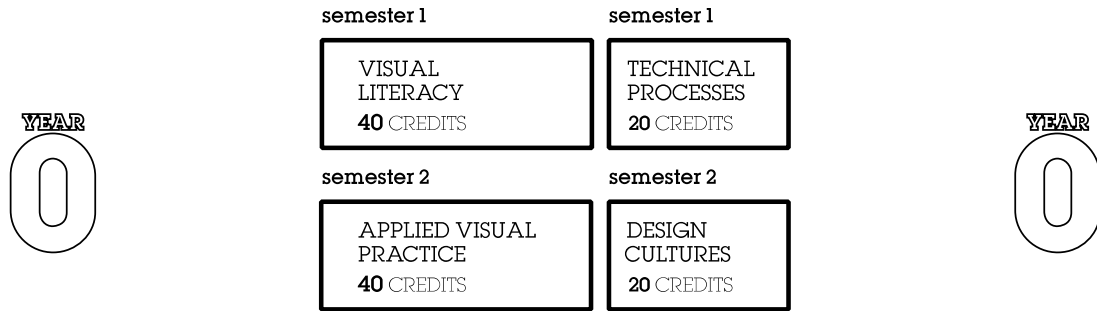 semester 1
semester 1
VISUAL
LITERACY
40 CREDITS
TECHNICAL
PROCESSES
20 CREDITS
YEAR
0
YEAR
0
semester 2
semester 2
APPLIED VISUAL
PRACTICE
40 CREDITS
DESIGN
CULTURES
20 CREDITS